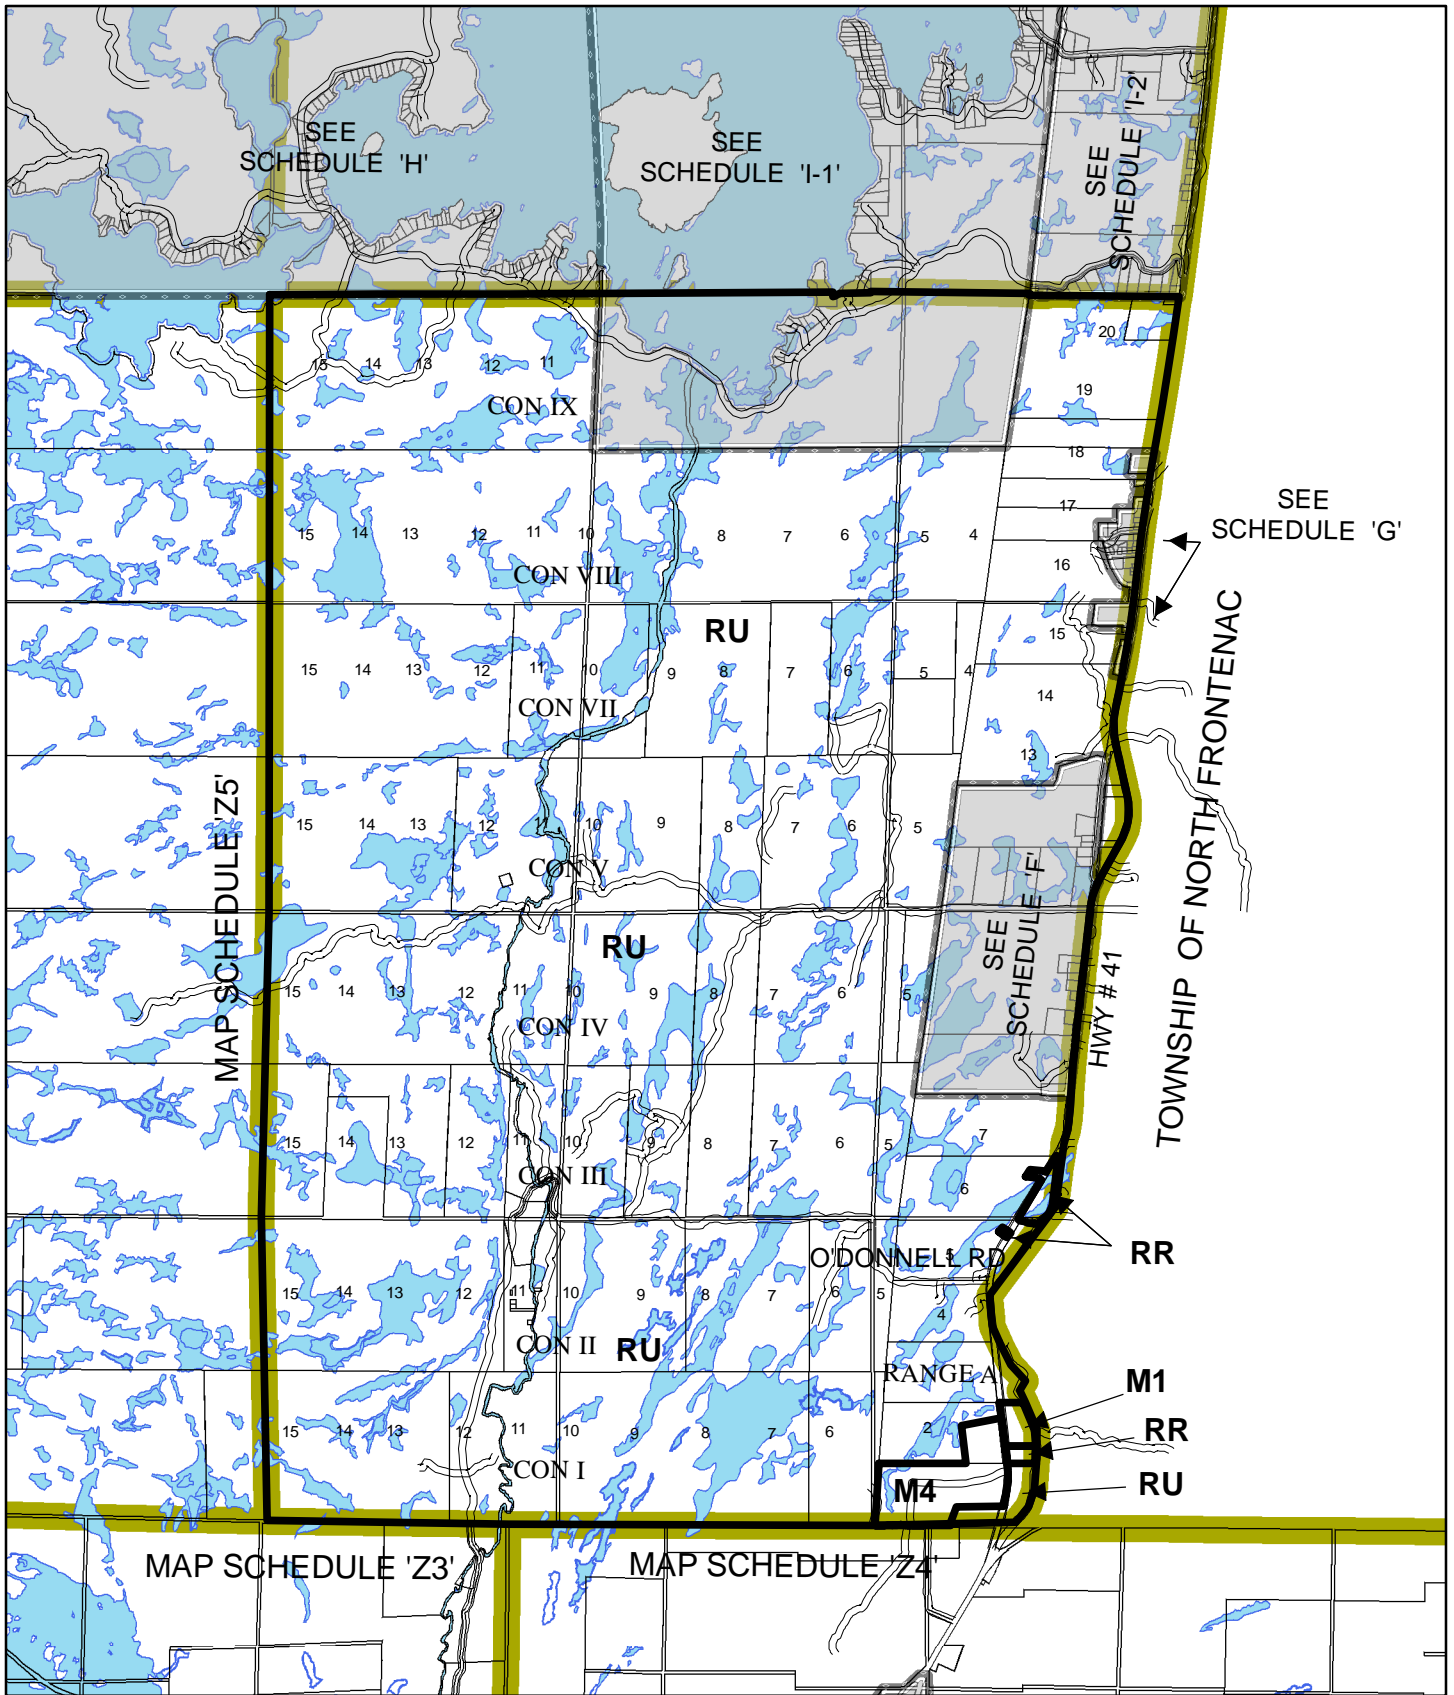 SEE
SCHEDULE 'H'
SEE
SCHEDULE 'I-1'
SEE
SCHEDULE 'I-2'
20
15 14 13 12 11
19
CON IX
18
17
SEE
SCHEDULE 'G'
15 14 13 12 11 10 8 7 6 5 4
16
CON VIII
RU
15
15 14 13 12 11 10 9 8 7 6 5 4
14
CON VII
13
MAP SCHEDULE 'Z5'
15 14 13 12 11 10 9 8 7 6 5
CON V
SEE
SCHEDULE 'F'
HWY # 41
TOWNSHIP OF NORTH FRONTENAC
RU
15 14 13 12 11 10 9 8 7 6 5
CON IV
15 14 13 12 11 10 9 8 7 6 5
7
CON III
6
O'DONNELL RD
5
RR
15 14 13 12 11 10 9 8 7 6 5
4
CON II
RU
RANGE A
M1
15 14 13 12 11 10 9 8 7 6
2
RR
CON I
M4
RU
MAP SCHEDULE 'Z3'
MAP SCHEDULE 'Z4'